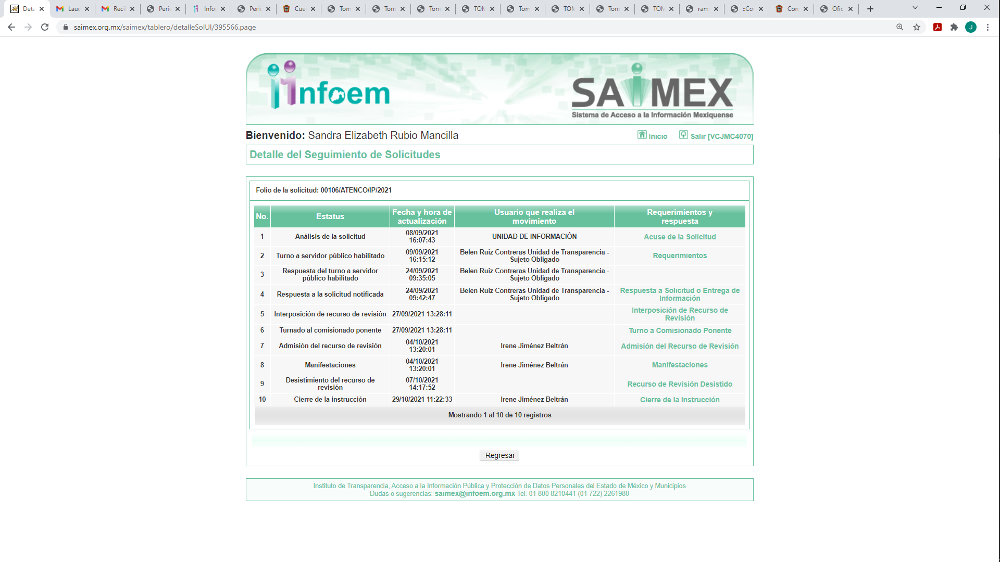 Deta
Lauc
Reci
Peric
Info
Peric
Cue
Tom
Tom
Tom
TOM
Tom
TOM
Tom
TOM
ram
::Co
Con
Ofic
saimex.org.mx/saimex/tablero/detalleSolUI/395566.page
J
infoem
SAIMEX
Sistema de Acceso a la Información Mexiquense
Bienvenido: Sandra Elizabeth Rubio Mancilla
Inicio
Salir [VCJMC4070]
Detalle del Seguimiento de Solicitudes
Folio de la solicitud: 00106/ATENCO/IP/2021
No. Estatus Fecha y hora de actualización Usuario que realiza el movimiento Requerimientos y respuesta
1 Análisis de la solicitud 08/09/2021 16:07:43 UNIDAD DE INFORMACIÓN Acuse de la Solicitud
2 Turno a servidor público habilitado 09/09/2021 16:15:12 Belen Ruiz Contreras Unidad de Transparencia - Sujeto Obligado Requerimientos
3 Respuesta del turno a servidor público habilitado 24/09/2021 09:35:05 Belen Ruiz Contreras Unidad de Transparencia - Sujeto Obligado
4 Respuesta a la solicitud notificada 24/09/2021 09:42:47 Belen Ruiz Contreras Unidad de Transparencia - Sujeto Obligado Respuesta a Solicitud o Entrega de Información
5 Interposición de recurso de revisión 27/09/2021 13:28:11 Interposición de Recurso de Revisión
6 Turnado al comisionado ponente 27/09/2021 13:28:11 Turno a Comisionado Ponente
7 Admisión del recurso de revisión 04/10/2021 13:20:01 Irene Jiménez Beltrán Admisión del Recurso de Revisión
8 Manifestaciones 04/10/2021 13:20:01 Irene Jiménez Beltrán Manifestaciones
9 Desistimiento del recurso de revisión 07/10/2021 14:17:52 Recurso de Revisión Desistido
10 Cierre de la instrucción 29/10/2021 11:22:33 Irene Jiménez Beltrán Cierre de la Instrucción
Mostrando 1 al 10 de 10 registros
Regresar
Instituto de Transparencia, Acceso a la Información Pública y Protección de Datos Personales del Estado de México y Municipios
Dudas o sugerencias: saimex@infoem.org.mx Tel. 01 800 8210441 (01 722) 2261980